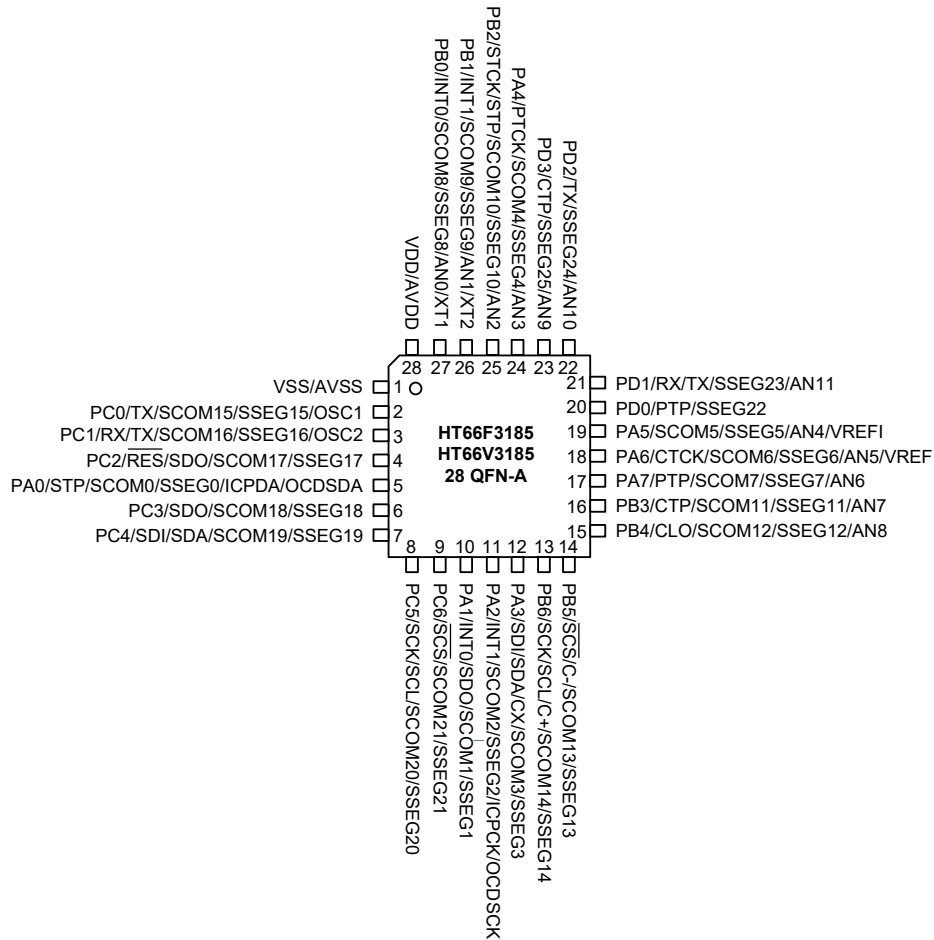 PB2/STCK/STP/SCOM10/SSEG10/AN2
PB1/INT1/SCOM9/SSEG9/AN1/XT2
PB0/INT0/SCOM8/SSEG8/AN0/XT1
PA4/PTCK/SCOM4/SSEG4/AN3
PD3/CTP/SSEG25/AN9
PD2/TX/SSEG24/AN10
VDD/AVDD
28 27 26 25 24 23 22
VSS/AVSS 1
PC0/TX/SCOM15/SSEG15/OSC1 2
PC1/RX/TX/SCOM16/SSEG16/OSC2 3
PC2/RES/SDO/SCOM17/SSEG17 4
PA0/STP/SCOM0/SSEG0/ICPDA/OCDSDA 5
PC3/SDO/SCOM18/SSEG18 6
PC4/SDI/SDA/SCOM19/SSEG19 7
HT66F3185
HT66V3185
28 QFN-A
21 PD1/RX/TX/SSEG23/AN11
20 PD0/PTP/SSEG22
19 PA5/SCOM5/SSEG5/AN4/VREFI
18 PA6/CTCK/SCOM6/SSEG6/AN5/VREF
17 PA7/PTP/SCOM7/SSEG7/AN6
16 PB3/CTP/SCOM11/SSEG11/AN7
15 PB4/CLO/SCOM12/SSEG12/AN8
8 9 10 11 12 13 14
PC5/SCK/SCL/SCOM20/SSEG20
PC6/SCS/SCOM21/SSEG21
PA1/INT0/SDO/SCOM1/SSEG1
PA2/INT1/SCOM2/SSEG2/ICPCK/OCDSCK
PA3/SDI/SDA/CX/SCOM3/SSEG3
PB6/SCK/SCL/C+/SCOM14/SSEG14
PB5/SCS/C-/SCOM13/SSEG13